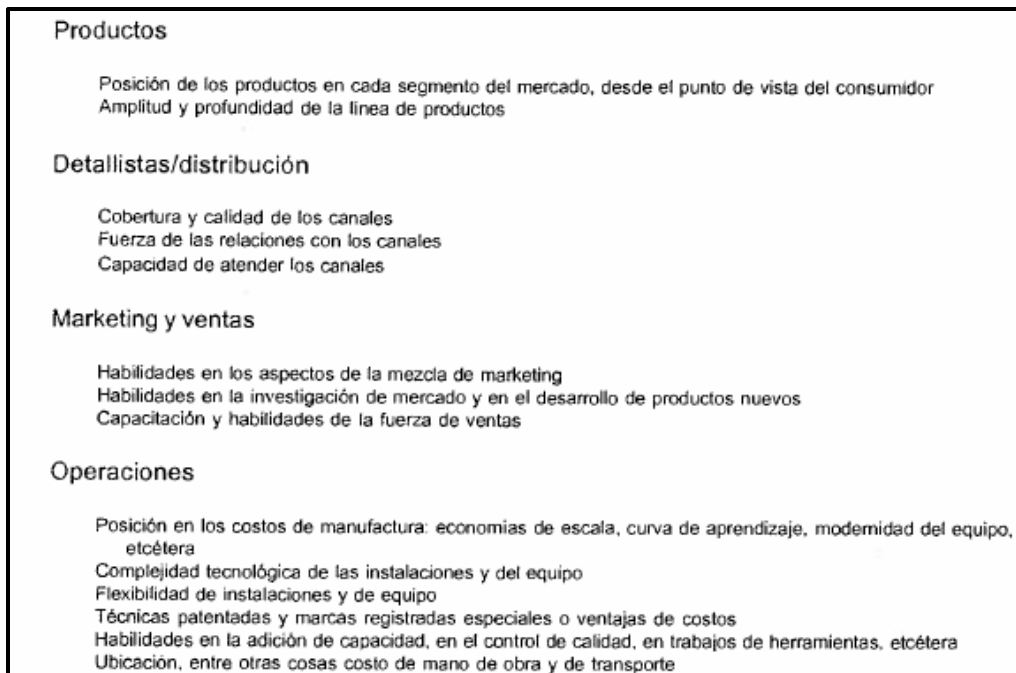 Productos
Posición de los productos en cada segmento del mercado, desde el punto de vista del consumidor
Amplitud y profundidad de la linea de productos
Detallistas/distribución
Cobertura y calidad de los canales
Fuerza de las relaciones con los canales
Capacidad de atender los canales
Marketing y ventas
Habilidades en los aspectos de la mezcla de marketing
Habilidades en la investigación de mercado y en el desarrollo de productos nuevos
Capacitación y habilidades de la fuerza de ventas
Operaciones
Posición en los costos de manufactura: economias de escala, curva de aprendizaje, modernidad del equipo,
etcétera
Complejidad tecnológica de las instalaciones y del equipo
Flexibilidad de instalaciones y de equipo
Técnicas patentadas y marcas registradas especiales o ventajas de costos
Habilidades en la adición de capacidad, en el control de calidad, en trabajos de herramientas, etcétera
Ubicación, entre otras cosas costo de mano de obra y de transporte